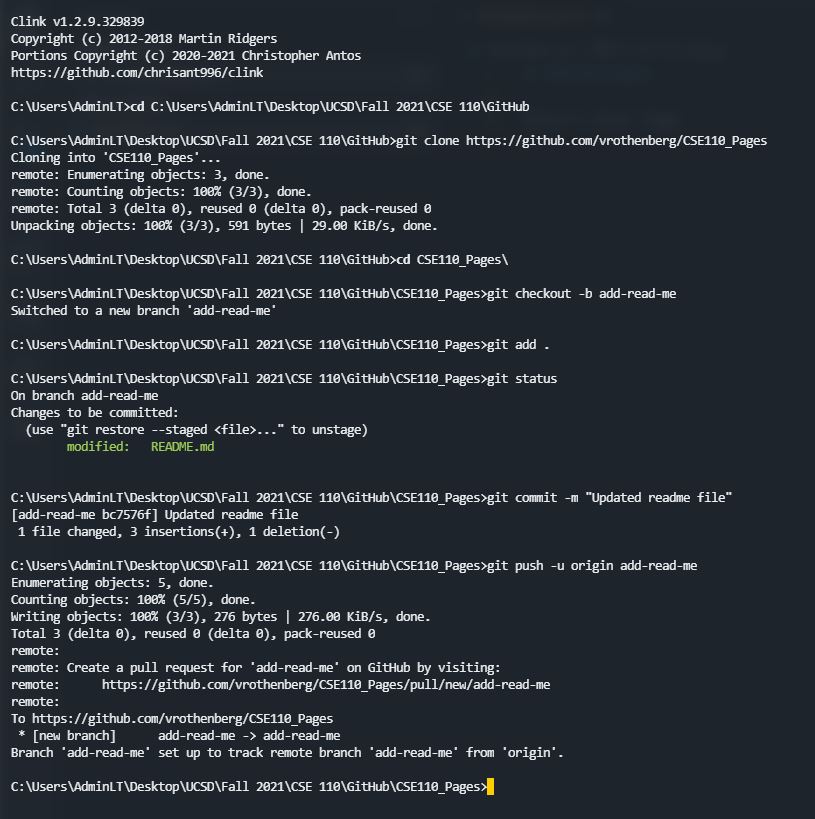 Clink v1.2.9.329839
Copyright (c) 2012-2018 Martin Ridgers
Portions Copyright (c) 2020-2021 Christopher Antos
https://github.com/chrisant996/clink
C:\Users\AdminLT>cd C:\Users\AdminLT\Desktop\UCSD\Fall 2021\CSE 110\GitHub
C:\Users\AdminLT\Desktop\UCSD\Fall 2021\CSE 110\GitHub>git clone https://github.com/vrothenberg/CSE110_Pages
Cloning into 'CSE110_Pages'...
remote: Enumerating objects: 3, done.
remote: Counting objects: 100% (3/3), done.
remote: Total 3 (delta 0), reused 0 (delta 0), pack-reused 0
Unpacking objects: 100% (3/3), 591 bytes | 29.00 KiB/s, done.
C:\Users\AdminLT\Desktop\UCSD\Fall 2021\CSE 110\GitHub>cd CSE110_Pages\
C:\Users\AdminLT\Desktop\UCSD\Fall 2021\CSE 110\GitHub\CSE110_Pages>git checkout -b add-read-me
Switched to a new branch 'add-read-me'
C:\Users\AdminLT\Desktop\UCSD\Fall 2021\CSE 110\GitHub\CSE110_Pages>git add .
C:\Users\AdminLT\Desktop\UCSD\Fall 2021\CSE 110\GitHub\CSE110_Pages>git status
On branch add-read-me
Changes to be committed:
  (use "git restore --staged <file>..." to unstage)
        modified:   README.md
C:\Users\AdminLT\Desktop\UCSD\Fall 2021\CSE 110\GitHub\CSE110_Pages>git commit -m "Updated readme file"
[add-read-me bc7576f] Updated readme file
 1 file changed, 3 insertions(+), 1 deletion(-)
C:\Users\AdminLT\Desktop\UCSD\Fall 2021\CSE 110\GitHub\CSE110_Pages>git push -u origin add-read-me
Enumerating objects: 5, done.
Counting objects: 100% (5/5), done.
Writing objects: 100% (3/3), 276 bytes | 276.00 KiB/s, done.
Total 3 (delta 0), reused 0 (delta 0), pack-reused 0
remote:
remote: Create a pull request for 'add-read-me' on GitHub by visiting:
remote:      https://github.com/vrothenberg/CSE110_Pages/pull/new/add-read-me
remote:
To https://github.com/vrothenberg/CSE110_Pages
 * [new branch]      add-read-me -> add-read-me
Branch 'add-read-me' set up to track remote branch 'add-read-me' from 'origin'.
C:\Users\AdminLT\Desktop\UCSD\Fall 2021\CSE 110\GitHub\CSE110_Pages>